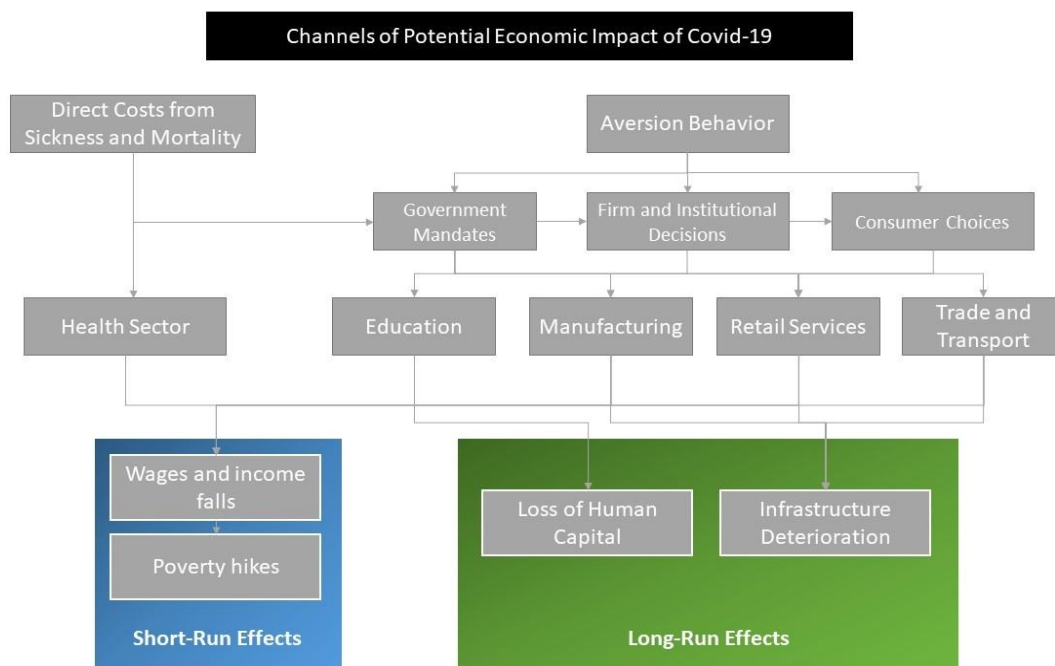 Channels of Potential Economic Impact of Covid-19
Direct Costs from
Sickness and Mortality
Aversion Behavior
Government
Mandates
Firm and Institutional
Decisions
Consumer Choices
Health Sector
Education
Manufacturing
Retail Services
Trade and
Transport
Wages and income
falls
Poverty hikes
Short-Run Effects
Loss of Human
Capital
Infrastructure
Deterioration
Long-Run Effects